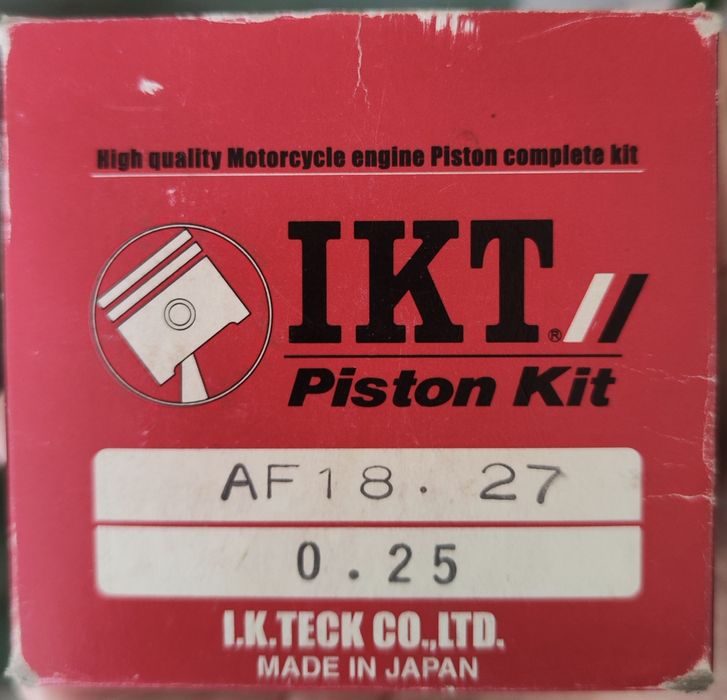 High quality Motorcycle engine Piston complete kit
IKT®
Piston Kit
AF18. 27
0.25
I.K.TECK CO.,LTD.
MADE IN JAPAN